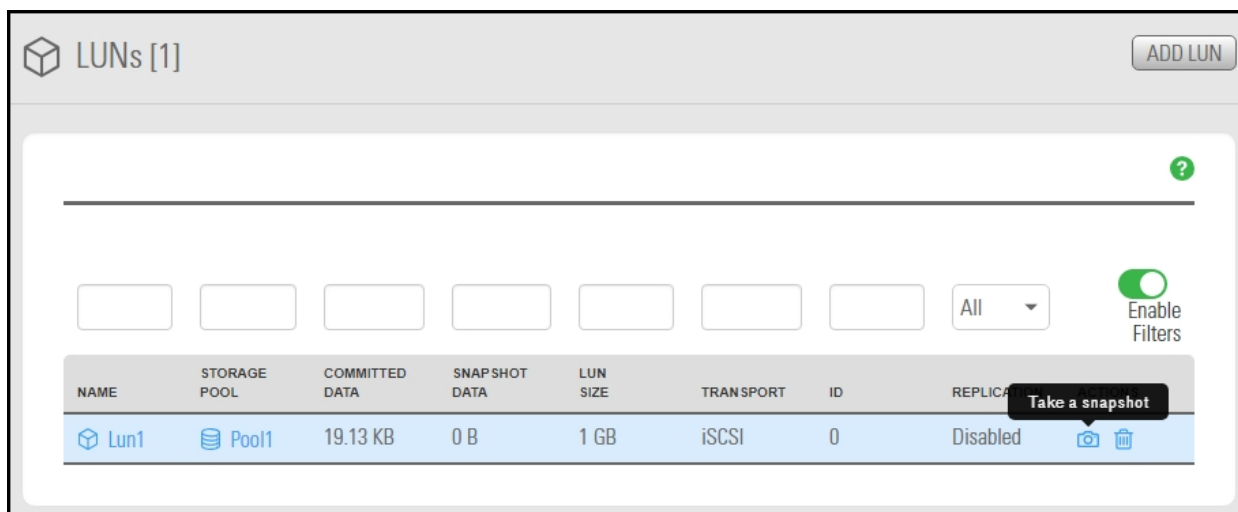 LUNs [1]
ADD LUN
?
All
Enable
Filters
NAME STORAGE POOL COMMITTED DATA SNAPSHOT DATA LUN SIZE TRANSPORT ID
Take a snapshot
Lun1 Pool1 19.13 KB 0 B 1 GB iSCSI 0 Disabled